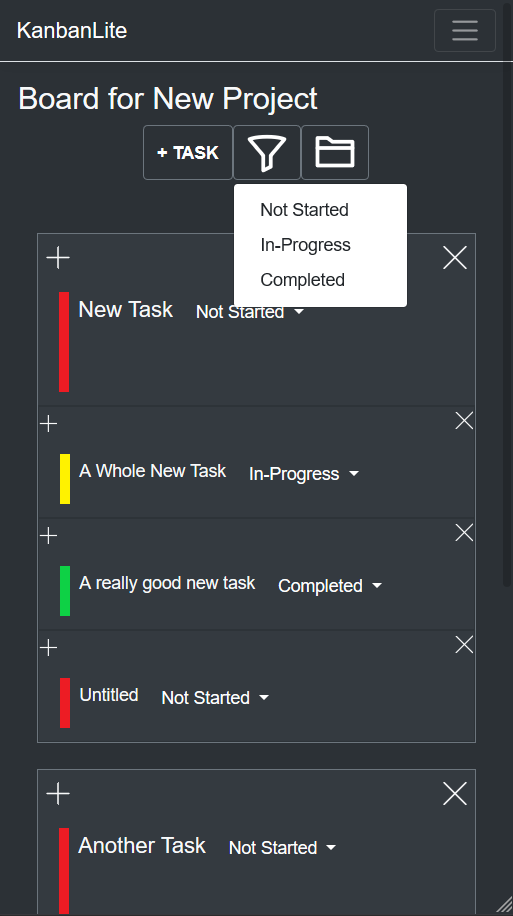 KanbanLite
Board for New Project
+ TASK
Not Started
In-Progress
Completed
New Task Not Started
A Whole New Task In-Progress
A really good new task Completed
Untitled Not Started
Another Task Not Started